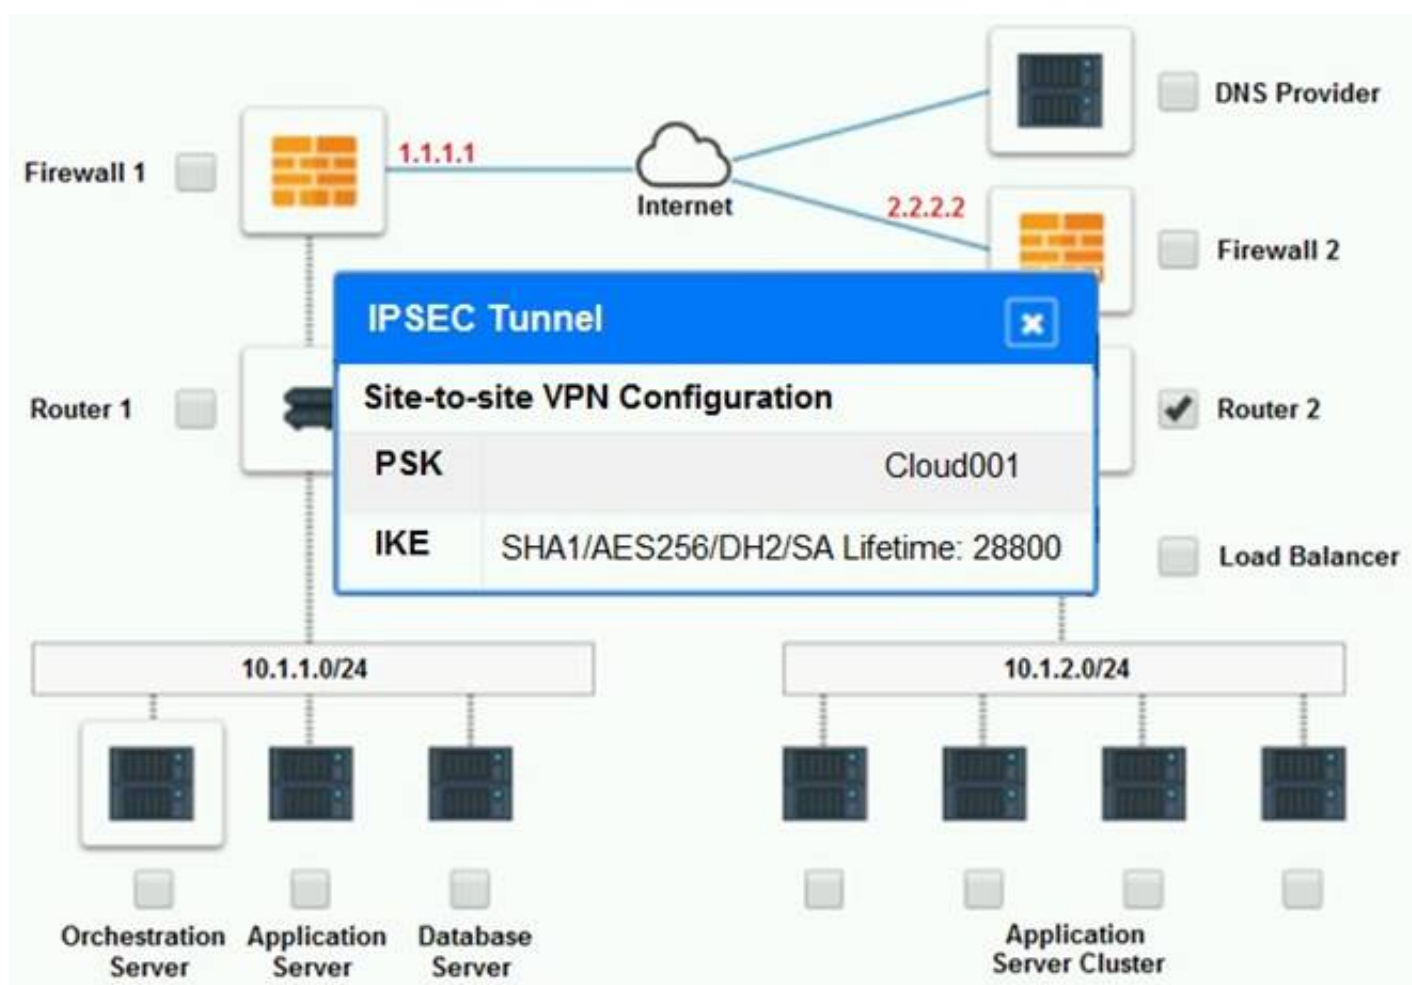 DNS Provider
Firewall 1
1.1.1.1
Internet
2.2.2.2
Firewall 2
IPSEC Tunnel
Site-to-site VPN Configuration
PSK Cloud001
IKE SHA1/AES256/DH2/SA Lifetime: 28800
Router 1
Router 2
Load Balancer
10.1.1.0/24
10.1.2.0/24
Orchestration
Server
Application
Server
Database
Server
Application
Server Cluster